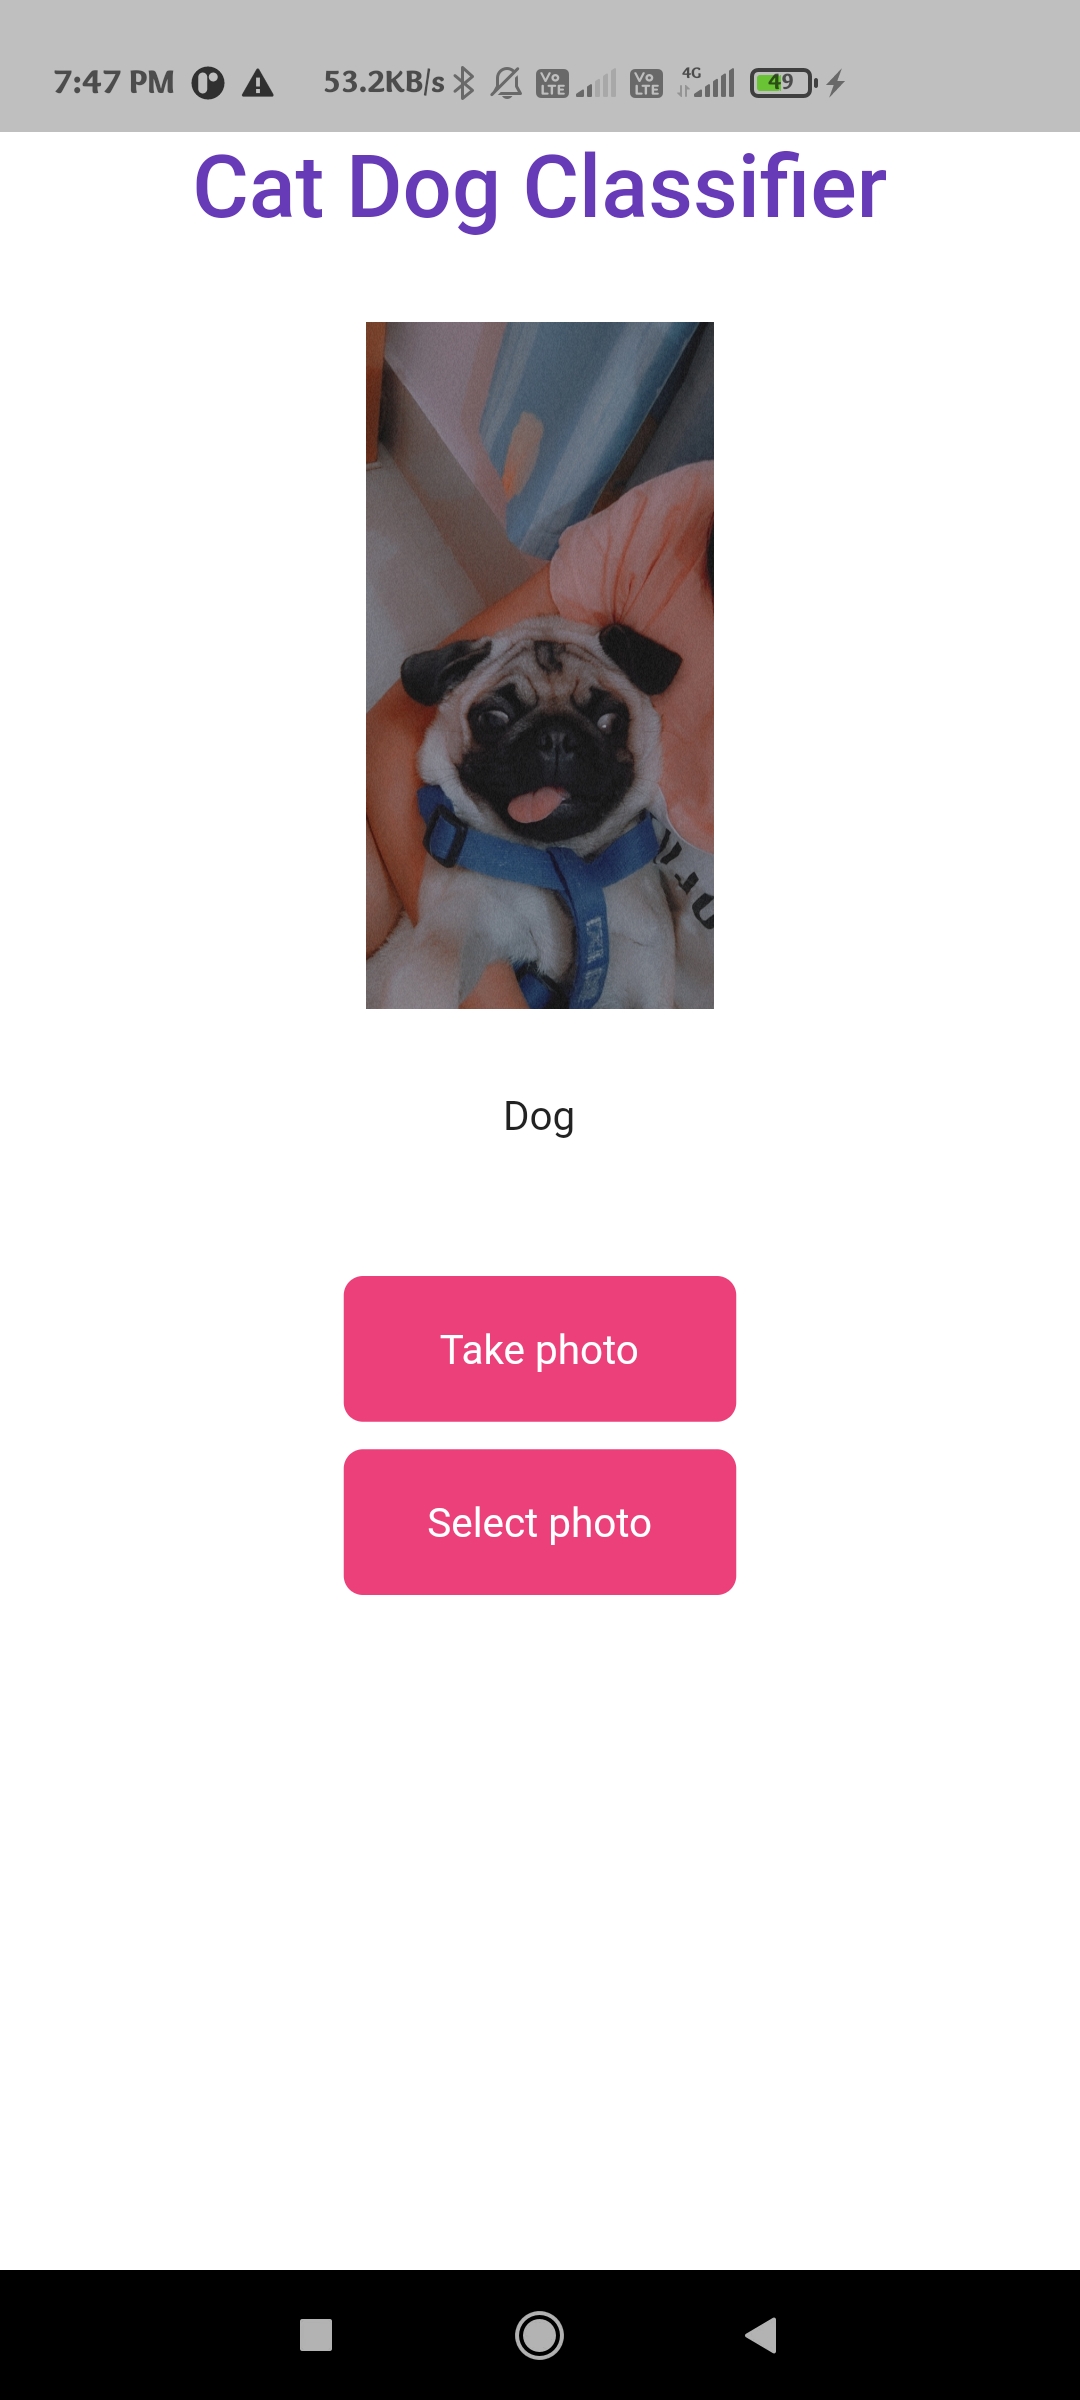 7:47 PM 53.2KB/s Vo LTE Vo LTE 4G 49
Cat Dog Classifier
Dog
Take photo
Select photo